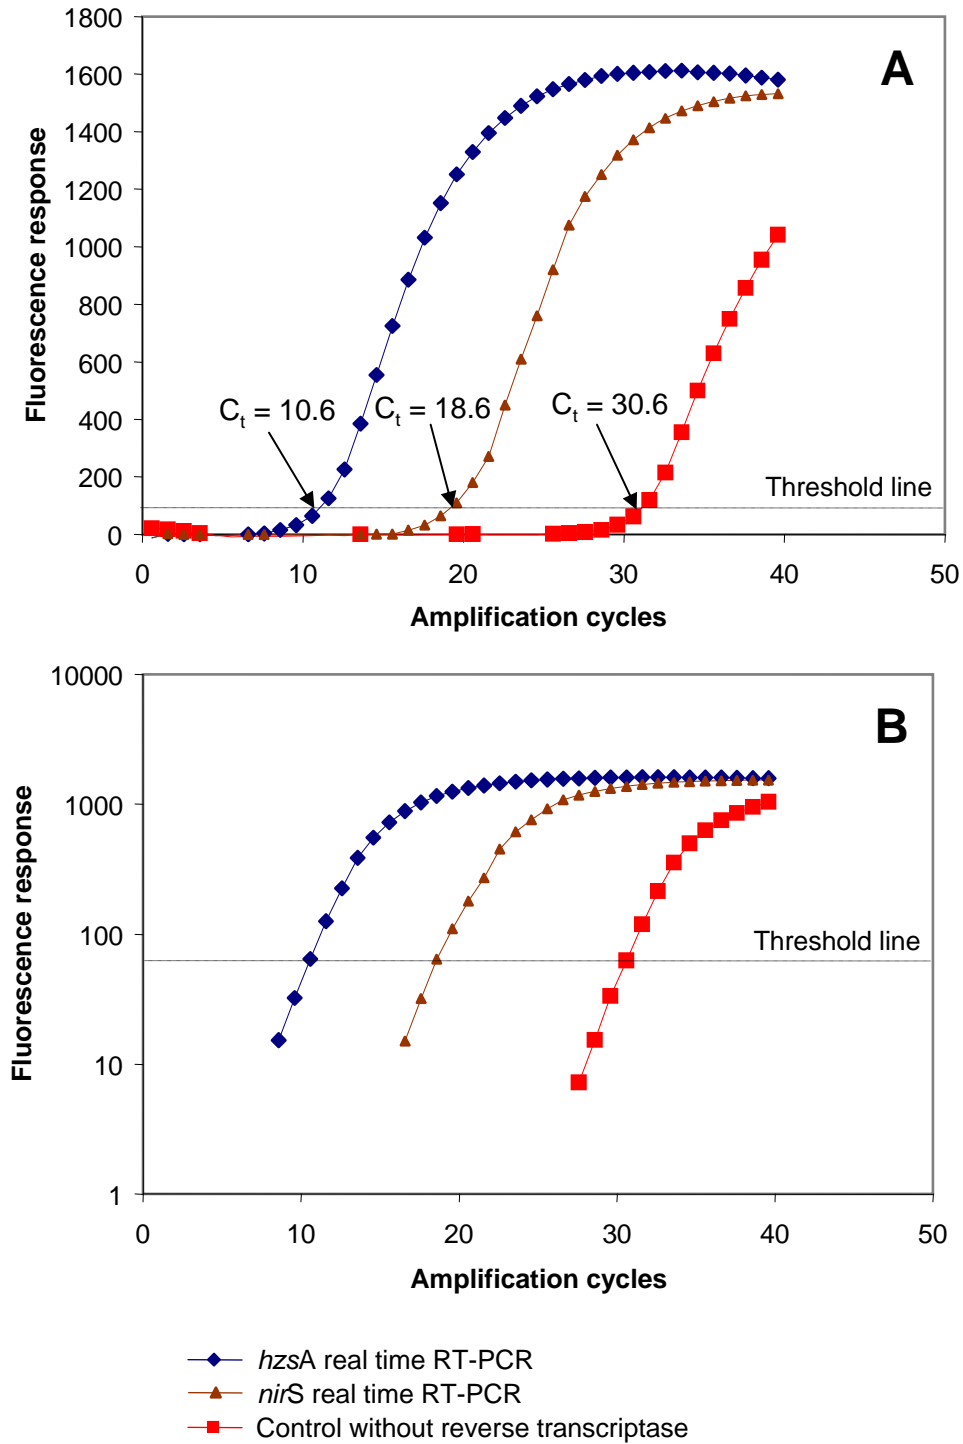 1800
1600
1400
1200
1000
800
600
400
200
0
Fluorescence response
A
Ct = 10.6
Ct = 18.6
Ct = 30.6
Threshold line
0 10 20 30 40 50
Amplification cycles
10000
1000
100
10
1
Fluorescence response
B
Threshold line
0 10 20 30 40 50
Amplification cycles
hzsA real time RT-PCR
nirS real time RT-PCR
Control without reverse transcriptase